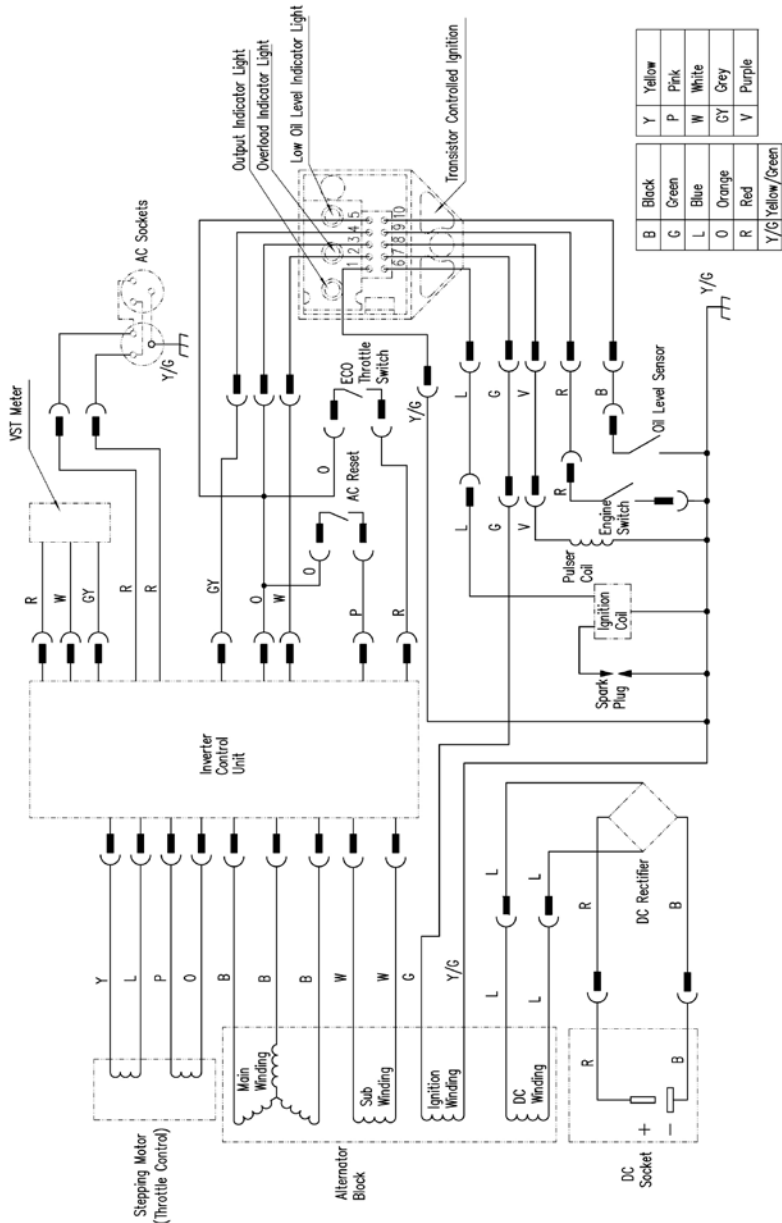 Stepping Motor
(Throttle Control)
Y
L
P
O
Alternator
Block
Main
Winding
B
B
B
Sub
Winding
W
W
Ignition
Winding
G
Y/G
DC
Winding
L
L
L
L
DC
Socket
+
−
R
B
R
B
DC Rectifier
Inverter
Control
Unit
VST Meter
R
W
GY
R
R
AC Sockets
Y/G
GY
O
W
P
R
O
AC Reset
O
ECO
Throttle
Switch
Y/G
Output Indicator Light
Overload Indicator Light
Low Oil Level Indicator Light
1 2 3 4 5
6 7 8 9 10
Transistor Controlled Ignition
L
G
V
R
B
L
G
V
R
Spark
Plug
Ignition
Coil
Pulser
Coil
Engine
Switch
Oil Level Sensor
Y/G
B Black Y Yellow
G Green P Pink
L Blue W White
O Orange GY Grey
R Red V Purple
Y/G Yellow/Green